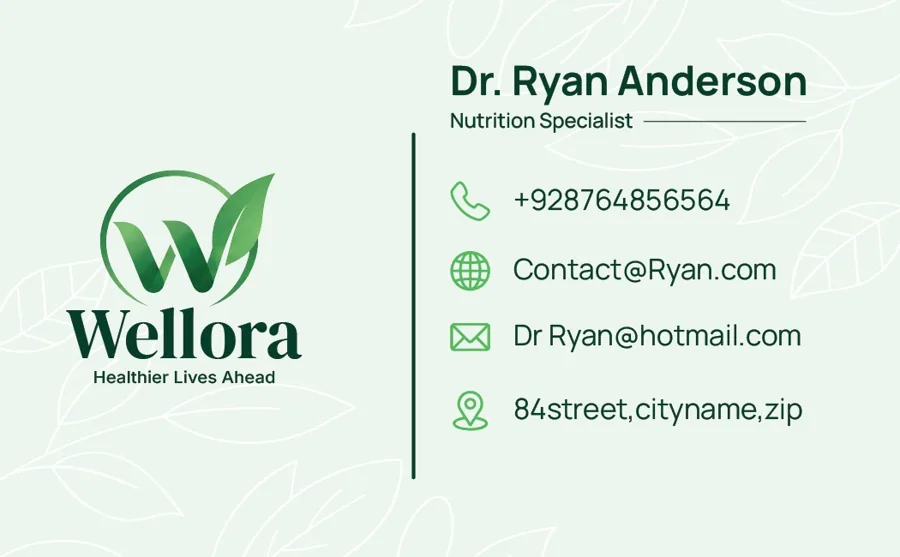 Dr. Ryan Anderson
Nutrition Specialist
+928764856564
Contact@Ryan.com
Dr Ryan@hotmail.com
84street,cityname,zip
W
Wellora
Healthier Lives Ahead